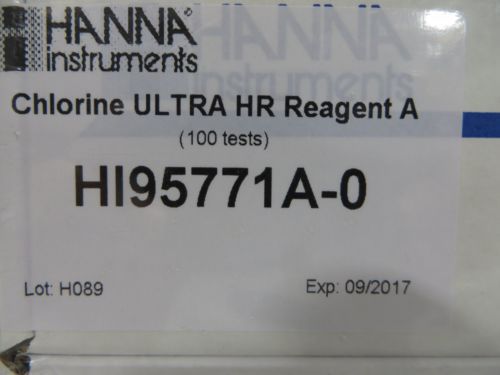 HANNA
instruments
Chlorine ULTRA HR Reagent A
(100 tests)
HI95771A-0
Lot: H089
Exp: 09/2017